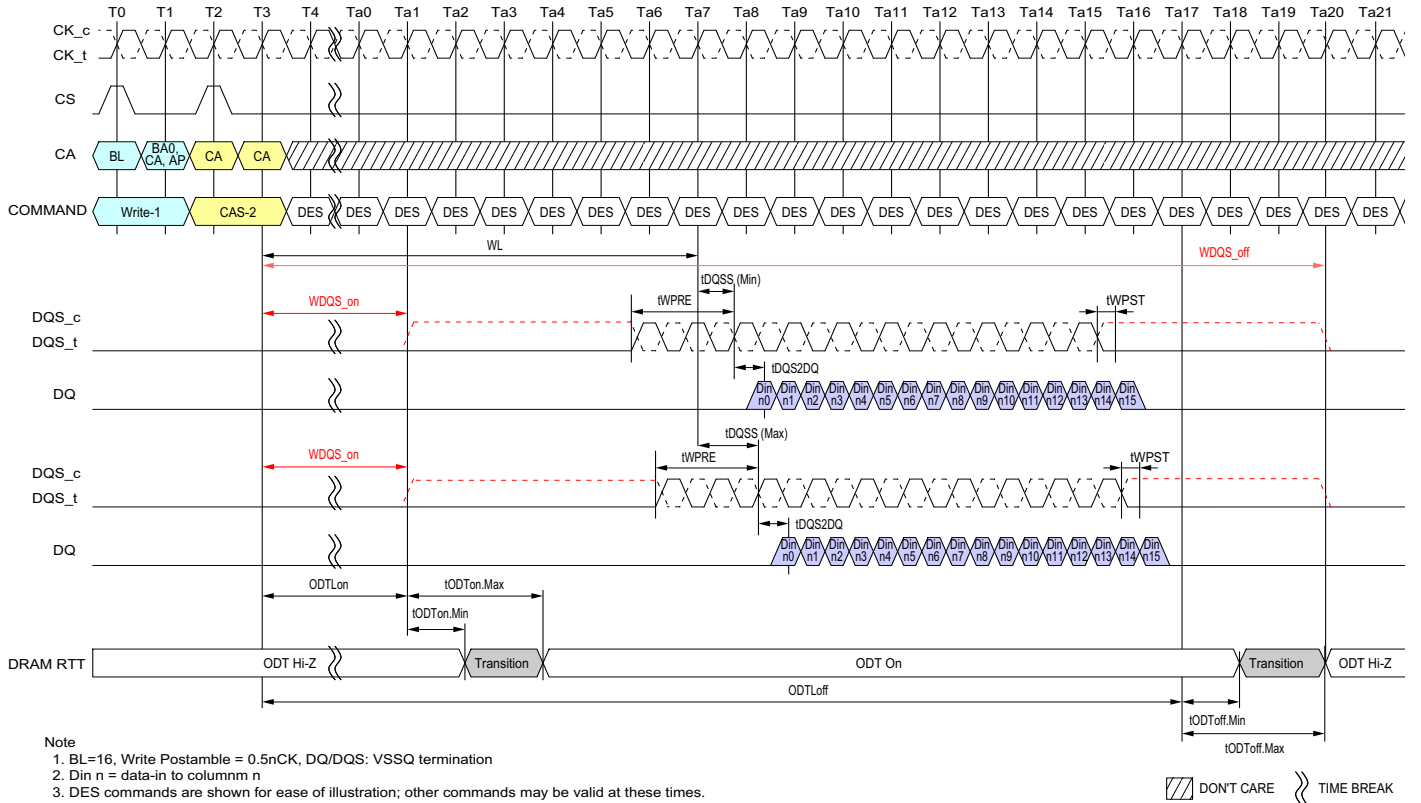 T0 T1 T2 T3 T4 Ta0 Ta1 Ta2 Ta3 Ta4 Ta5 Ta6 Ta7 Ta8 Ta9 Ta10 Ta11 Ta12 Ta13 Ta14 Ta15 Ta16 Ta17 Ta18 Ta19 Ta20 Ta21
CK_c
CK_t
CS
CA BL BA0, CA, AP CA CA
COMMAND Write-1 CAS-2 DES DES DES DES DES DES DES DES DES DES DES DES DES DES DES DES DES DES DES DES DES DES DES
WL
WDQS_off
tDQSS (Min)
WDQS_on tWPRE tWPST
DQS_c
DQS_t
tDQS2DQ
DQ Din n0 Din n1 Din n2 Din n3 Din n4 Din n5 Din n6 Din n7 Din n8 Din n9 Din n10 Din n11 Din n12 Din n13 Din n14 Din n15
tDQSS (Max)
WDQS_on tWPRE tWPST
DQS_c
DQS_t
tDQS2DQ
DQ Din n0 Din n1 Din n2 Din n3 Din n4 Din n5 Din n6 Din n7 Din n8 Din n9 Din n10 Din n11 Din n12 Din n13 Din n14 Din n15
ODTLon tODTon.Max
tODTon.Min
DRAM RTT ODT Hi-Z Transition ODT On Transition ODT Hi-Z
ODTLoff
tODToff.Min
tODToff.Max
Note
1. BL=16, Write Postamble = 0.5nCK, DQ/DQS: VSSQ termination
2. Din n = data-in to columnm n
3. DES commands are shown for ease of illustration; other commands may be valid at these times.
DON'T CARE TIME BREAK